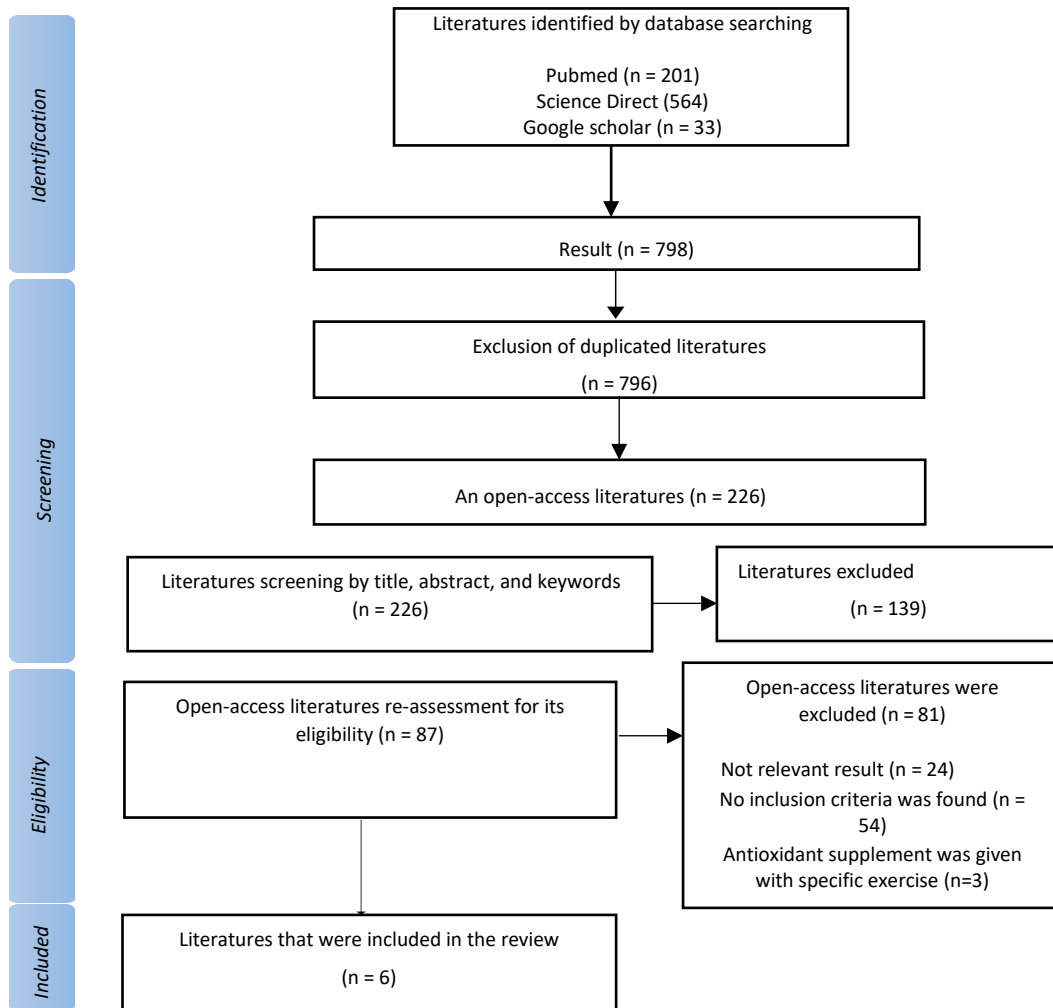 Identification
Literatures identified by database searching
Pubmed (n = 201)
Science Direct (564)
Google scholar (n = 33)
Result (n = 798)
Screening
Exclusion of duplicated literatures
(n = 796)
An open-access literatures (n = 226)
Literatures screening by title, abstract, and keywords
(n = 226)
Literatures excluded
(n = 139)
Eligibility
Open-access literatures re-assessment for its
eligibility (n = 87)
Open-access literatures were
excluded (n = 81)
Not relevant result (n = 24)
No inclusion criteria was found (n =
54)
Antioxidant supplement was given
with specific exercise (n=3)
Included
Literatures that were included in the review
(n = 6)